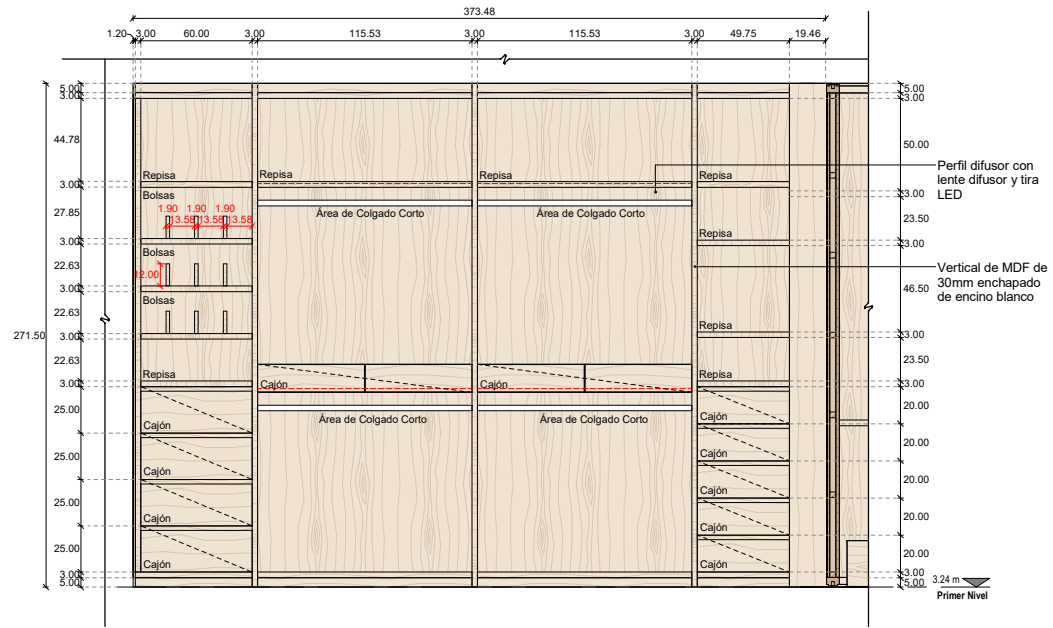 373.48
1.20
3.00
60.00
3.00
115.53
3.00
115.53
3.00
49.75
19.46
5.00
3.00
44.78
3.00
27.85
3.00
22.63
3.00
22.63
3.00
22.63
3.00
25.00
25.00
25.00
25.00
3.00
5.00
271.50
Repisa
Repisa
Repisa
Repisa
Bolsas
1.90
1.90
1.90
13.58
13.58
13.58
Área de Colgado Corto
Área de Colgado Corto
Bolsas
12.00
Bolsas
Repisa
Repisa
Repisa
Repisa
Cajón
Cajón
Área de Colgado Corto
Área de Colgado Corto
Cajón
Cajón
Cajón
Cajón
Cajón
Cajón
Cajón
Cajón
Cajón
5.00
3.00
50.00
3.00
23.50
3.00
46.50
3.00
23.50
3.00
20.00
20.00
20.00
20.00
20.00
3.00
5.00
Perfil difusor con
lente difusor y tira
LED
Vertical de MDF de
30mm enchapado
de encino blanco
3.24 m
Primer Nivel